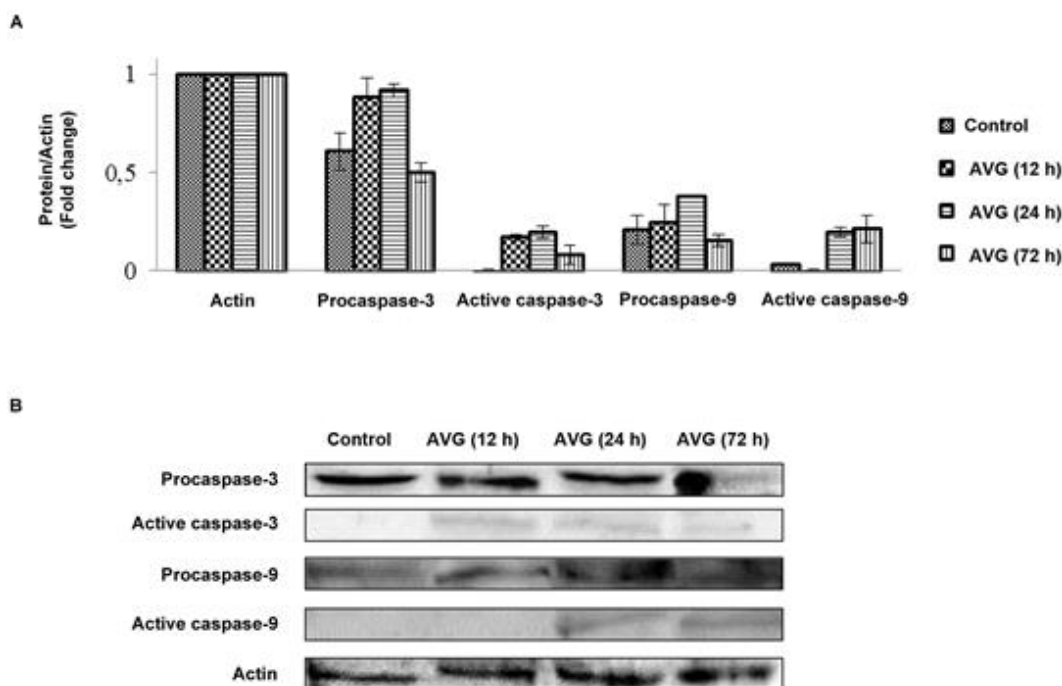 A
Protein/Actin
(Fold change)
1
0,5
0
Actin
Procaspase-3
Active caspase-3
Procaspase-9
Active caspase-9
Control
AVG (12 h)
AVG (24 h)
AVG (72 h)
B
Control AVG (12 h) AVG (24 h) AVG (72 h)
Procaspase-3
Active caspase-3
Procaspase-9
Active caspase-9
Actin